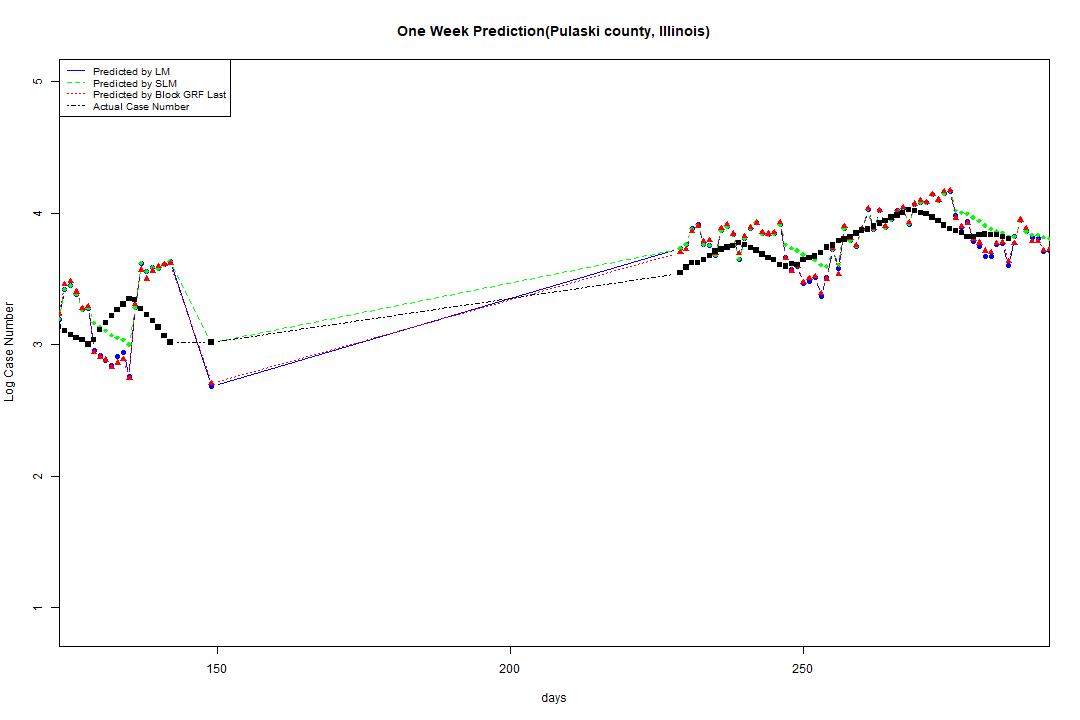 One Week Prediction(Pulaski county, Illinois)
Predicted by LM
Predicted by SLM
Predicted by Block GRF Last
Actual Case Number
5
4
3
2
1
Log Case Number
150
200
250
days